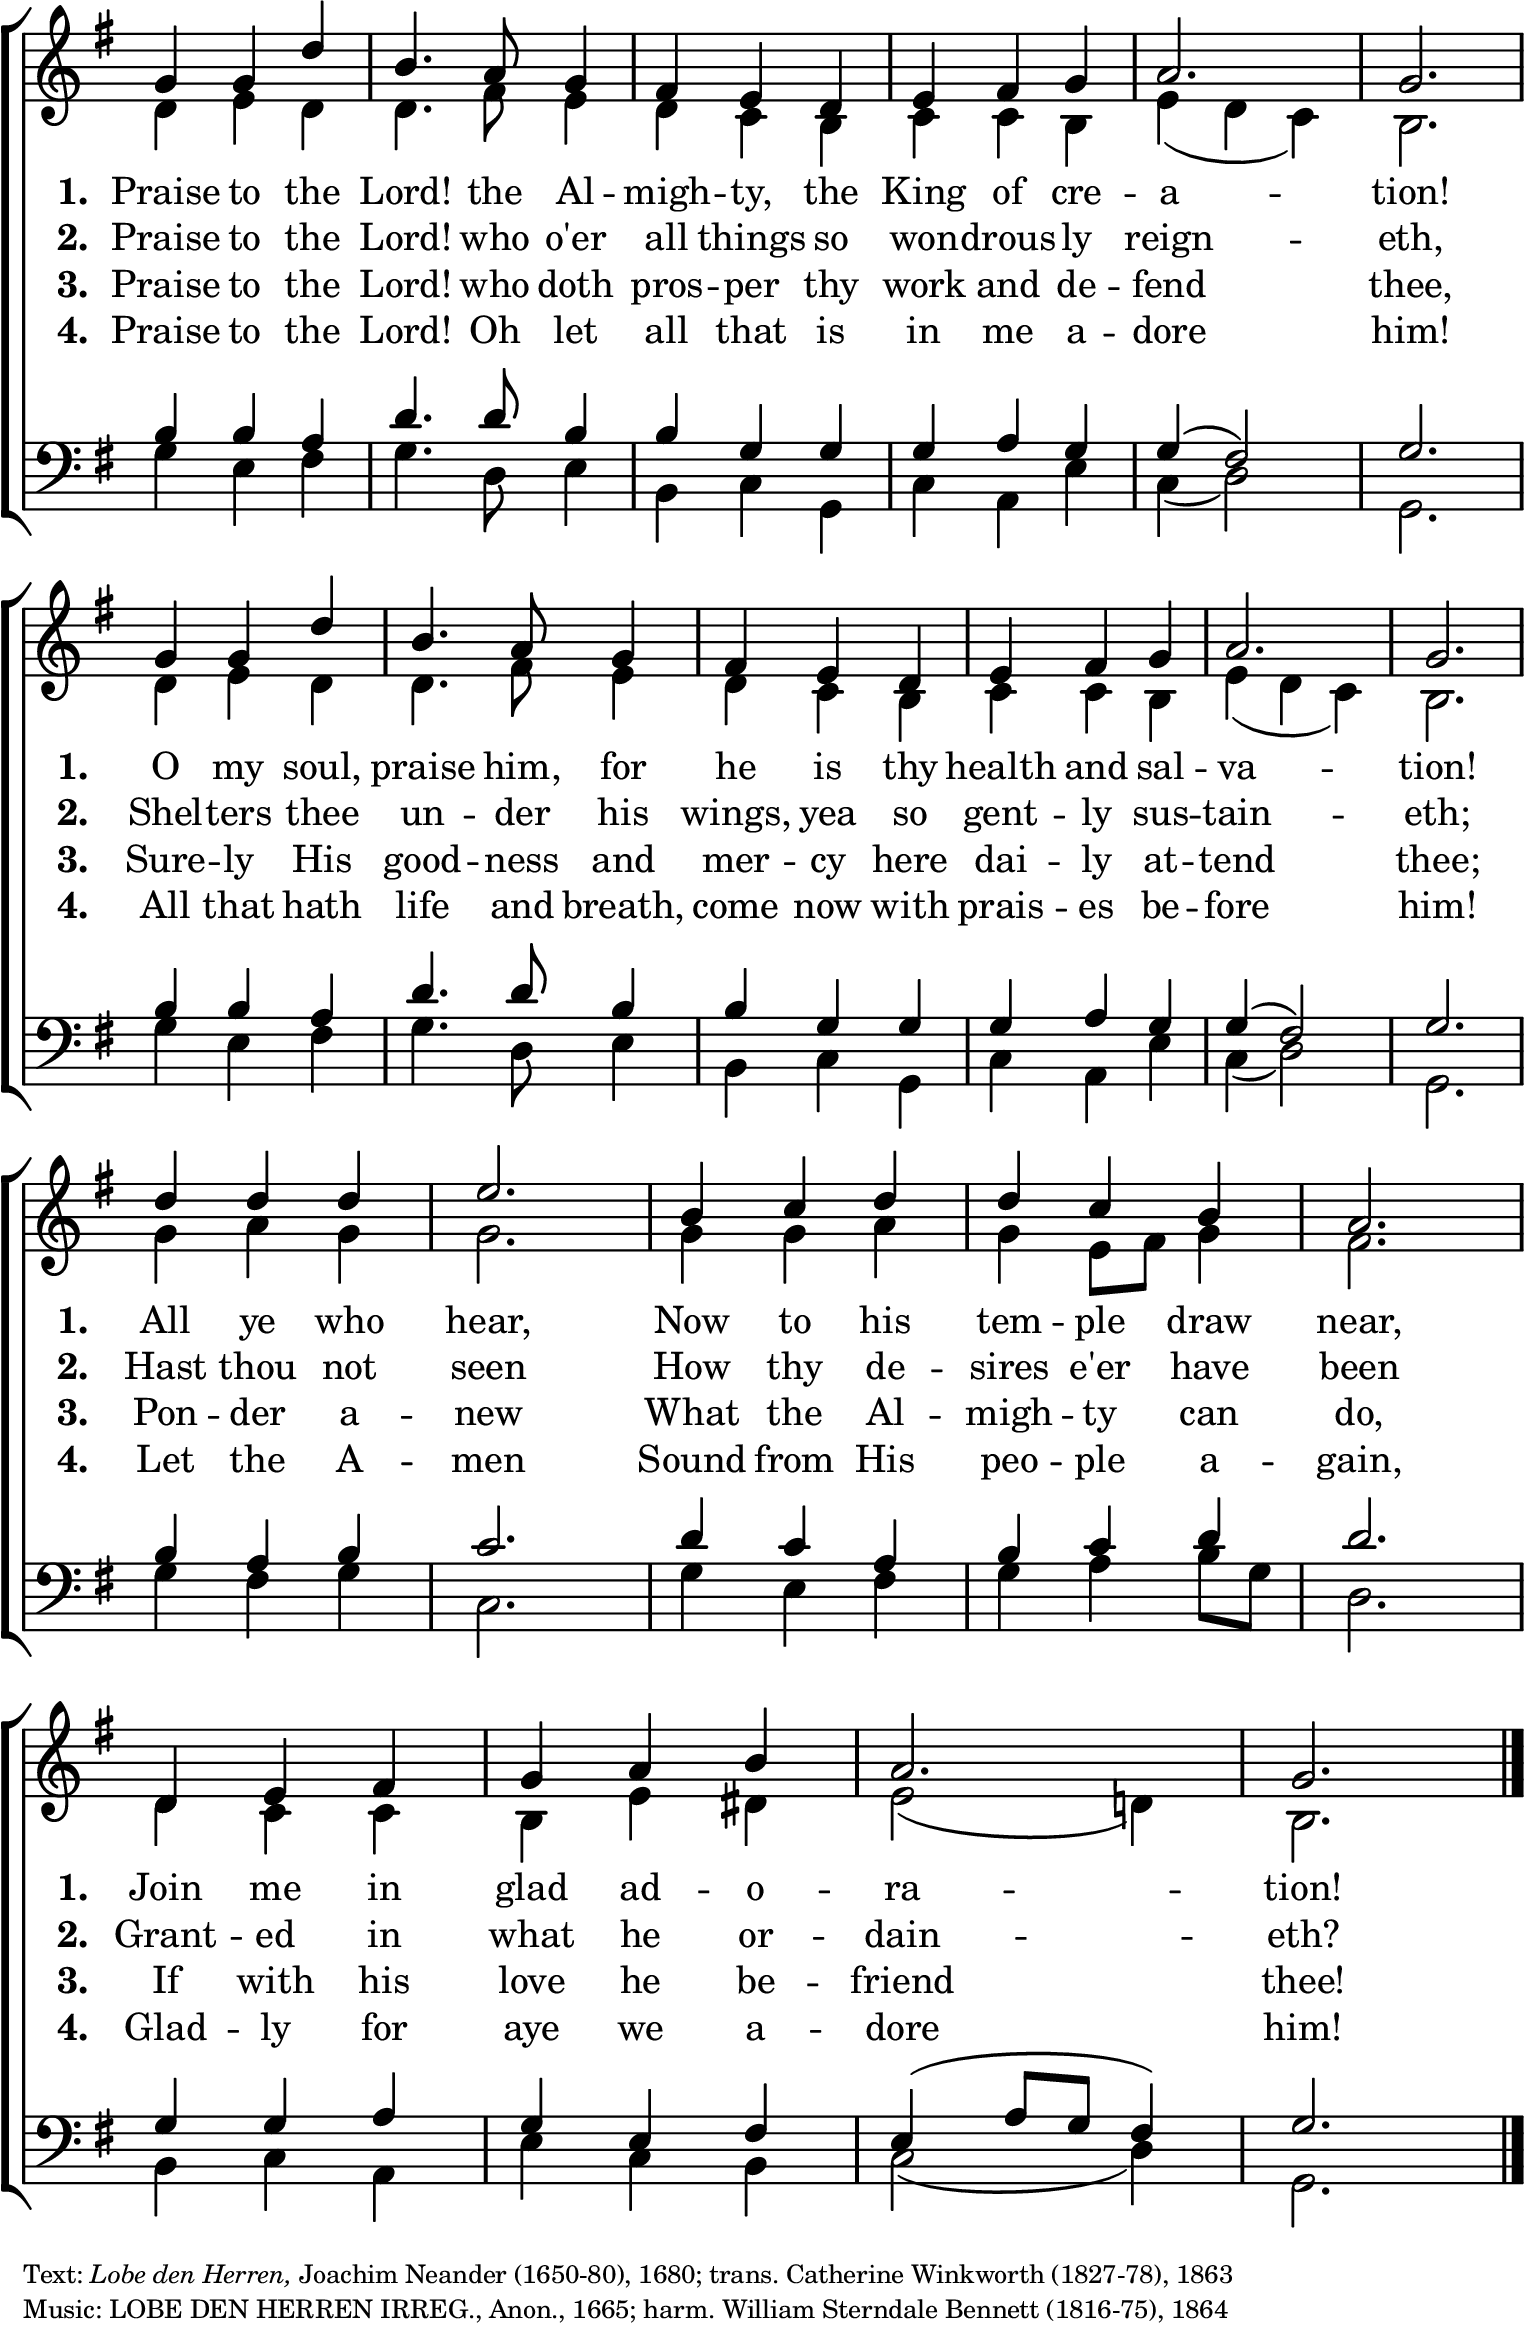 1. Praise to the Lord! the Al -- migh -- ty, the King of cre -- a -- tion!
2. Praise to the Lord! who o'er all things so wondrously reign -- eth,
3. Praise to the Lord! who doth pros -- per thy work and de -- fend thee,
4. Praise to the Lord! Oh let all that is in me a -- dore him!
1. O my soul, praise him, for he is thy health and sal -- va -- tion!
2. Shelters thee un -- der his wings, yea so gent -- ly sus -- tain -- eth;
3. Sure -- ly His good -- ness and mer -- cy here dai -- ly at -- tend thee;
4. All that hath life and breath, come now with prais -- es be -- fore him!
1. All ye who hear, Now to his tem -- ple draw near,
2. Hast thou not seen How thy de -- sires e'er have been
3. Pon -- der a -- new What the Al -- migh -- ty can do,
4. Let the A -- men Sound from His peo -- ple a -- gain,
1. Join me in glad ad -- o -- ra -- tion!
2. Grant -- ed in what he or -- dain -- eth?
3. If with his love he be -- friend thee!
4. Glad -- ly for aye we a -- dore him!
Text: Lobe den Herren, Joachim Neander (1650-80), 1680; trans. Catherine Winkworth (1827-78), 1863
Music: LOBE DEN HERREN IRREG., Anon., 1665; harm. William Sterndale Bennett (1816-75), 1864